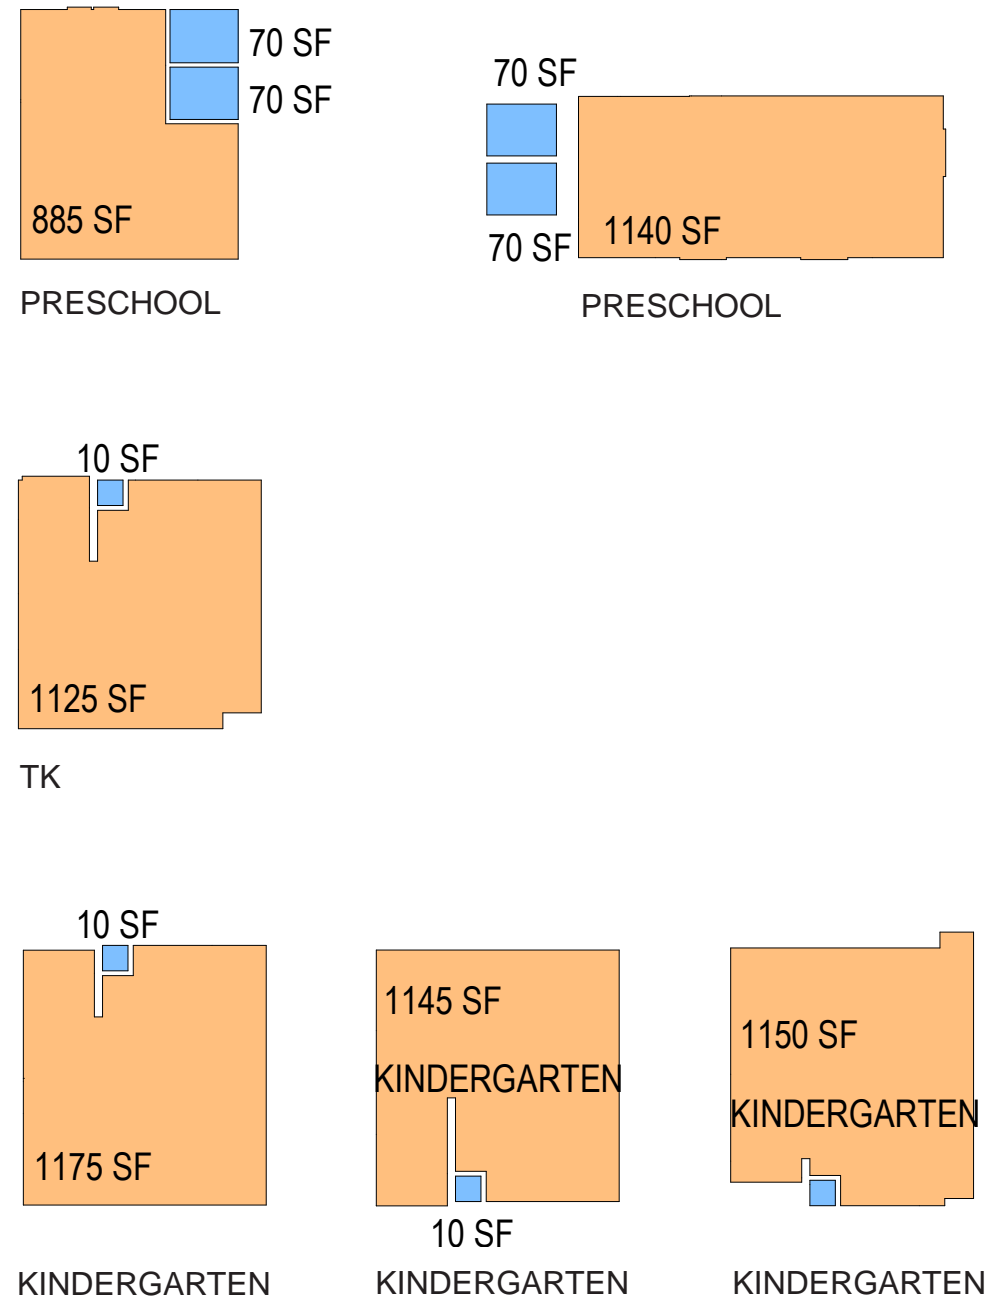 70 SF
70 SF
885 SF
PRESCHOOL
70 SF
70 SF
1140 SF
PRESCHOOL
10 SF
1125 SF
TK
10 SF
1175 SF
KINDERGARTEN
1145 SF
KINDERGARTEN
10 SF
KINDERGARTEN
1150 SF
KINDERGARTEN
KINDERGARTEN